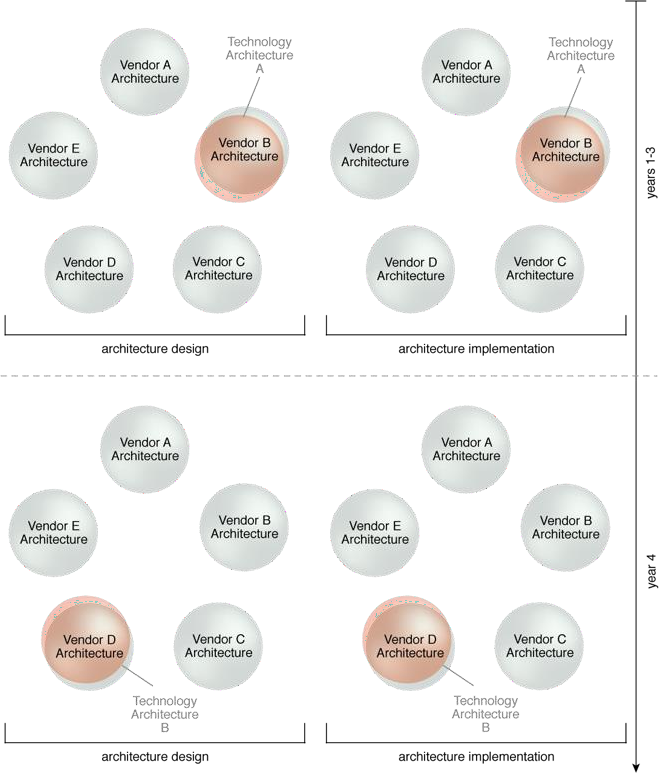 Technology
Architecture
A
Vendor A
Architecture
Vendor B
Architecture
Vendor E
Architecture
Vendor D
Architecture
Vendor C
Architecture
architecture design
Technology
Architecture
A
Vendor A
Architecture
Vendor B
Architecture
Vendor E
Architecture
Vendor D
Architecture
Vendor C
Architecture
architecture implementation
years 1-3
Vendor A
Architecture
Vendor B
Architecture
Vendor E
Architecture
Vendor D
Architecture
Vendor C
Architecture
Technology
Architecture
B
architecture design
Vendor A
Architecture
Vendor B
Architecture
Vendor E
Architecture
Vendor D
Architecture
Vendor C
Architecture
Technology
Architecture
B
architecture implementation
year 4